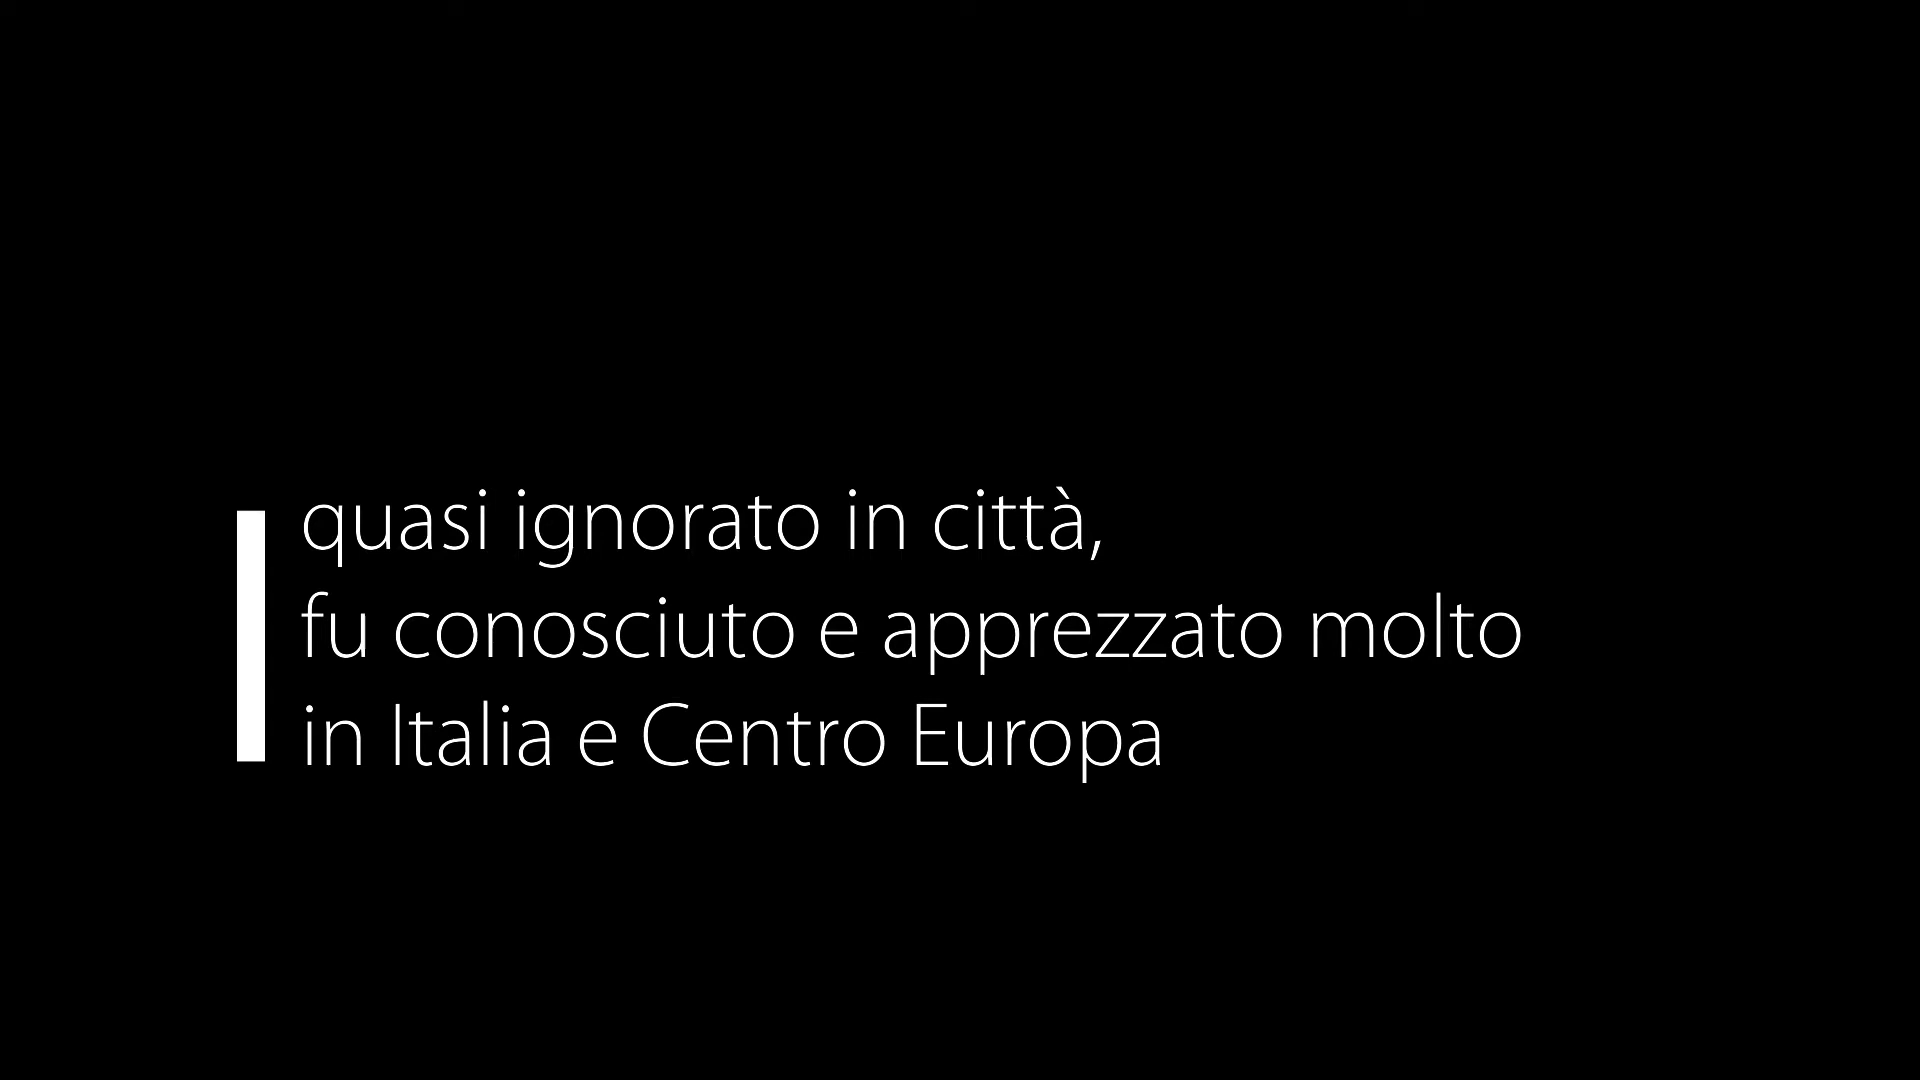 quasi ignorato in città,
fu conosciuto e apprezzato molto
in Italia e Centro Europa